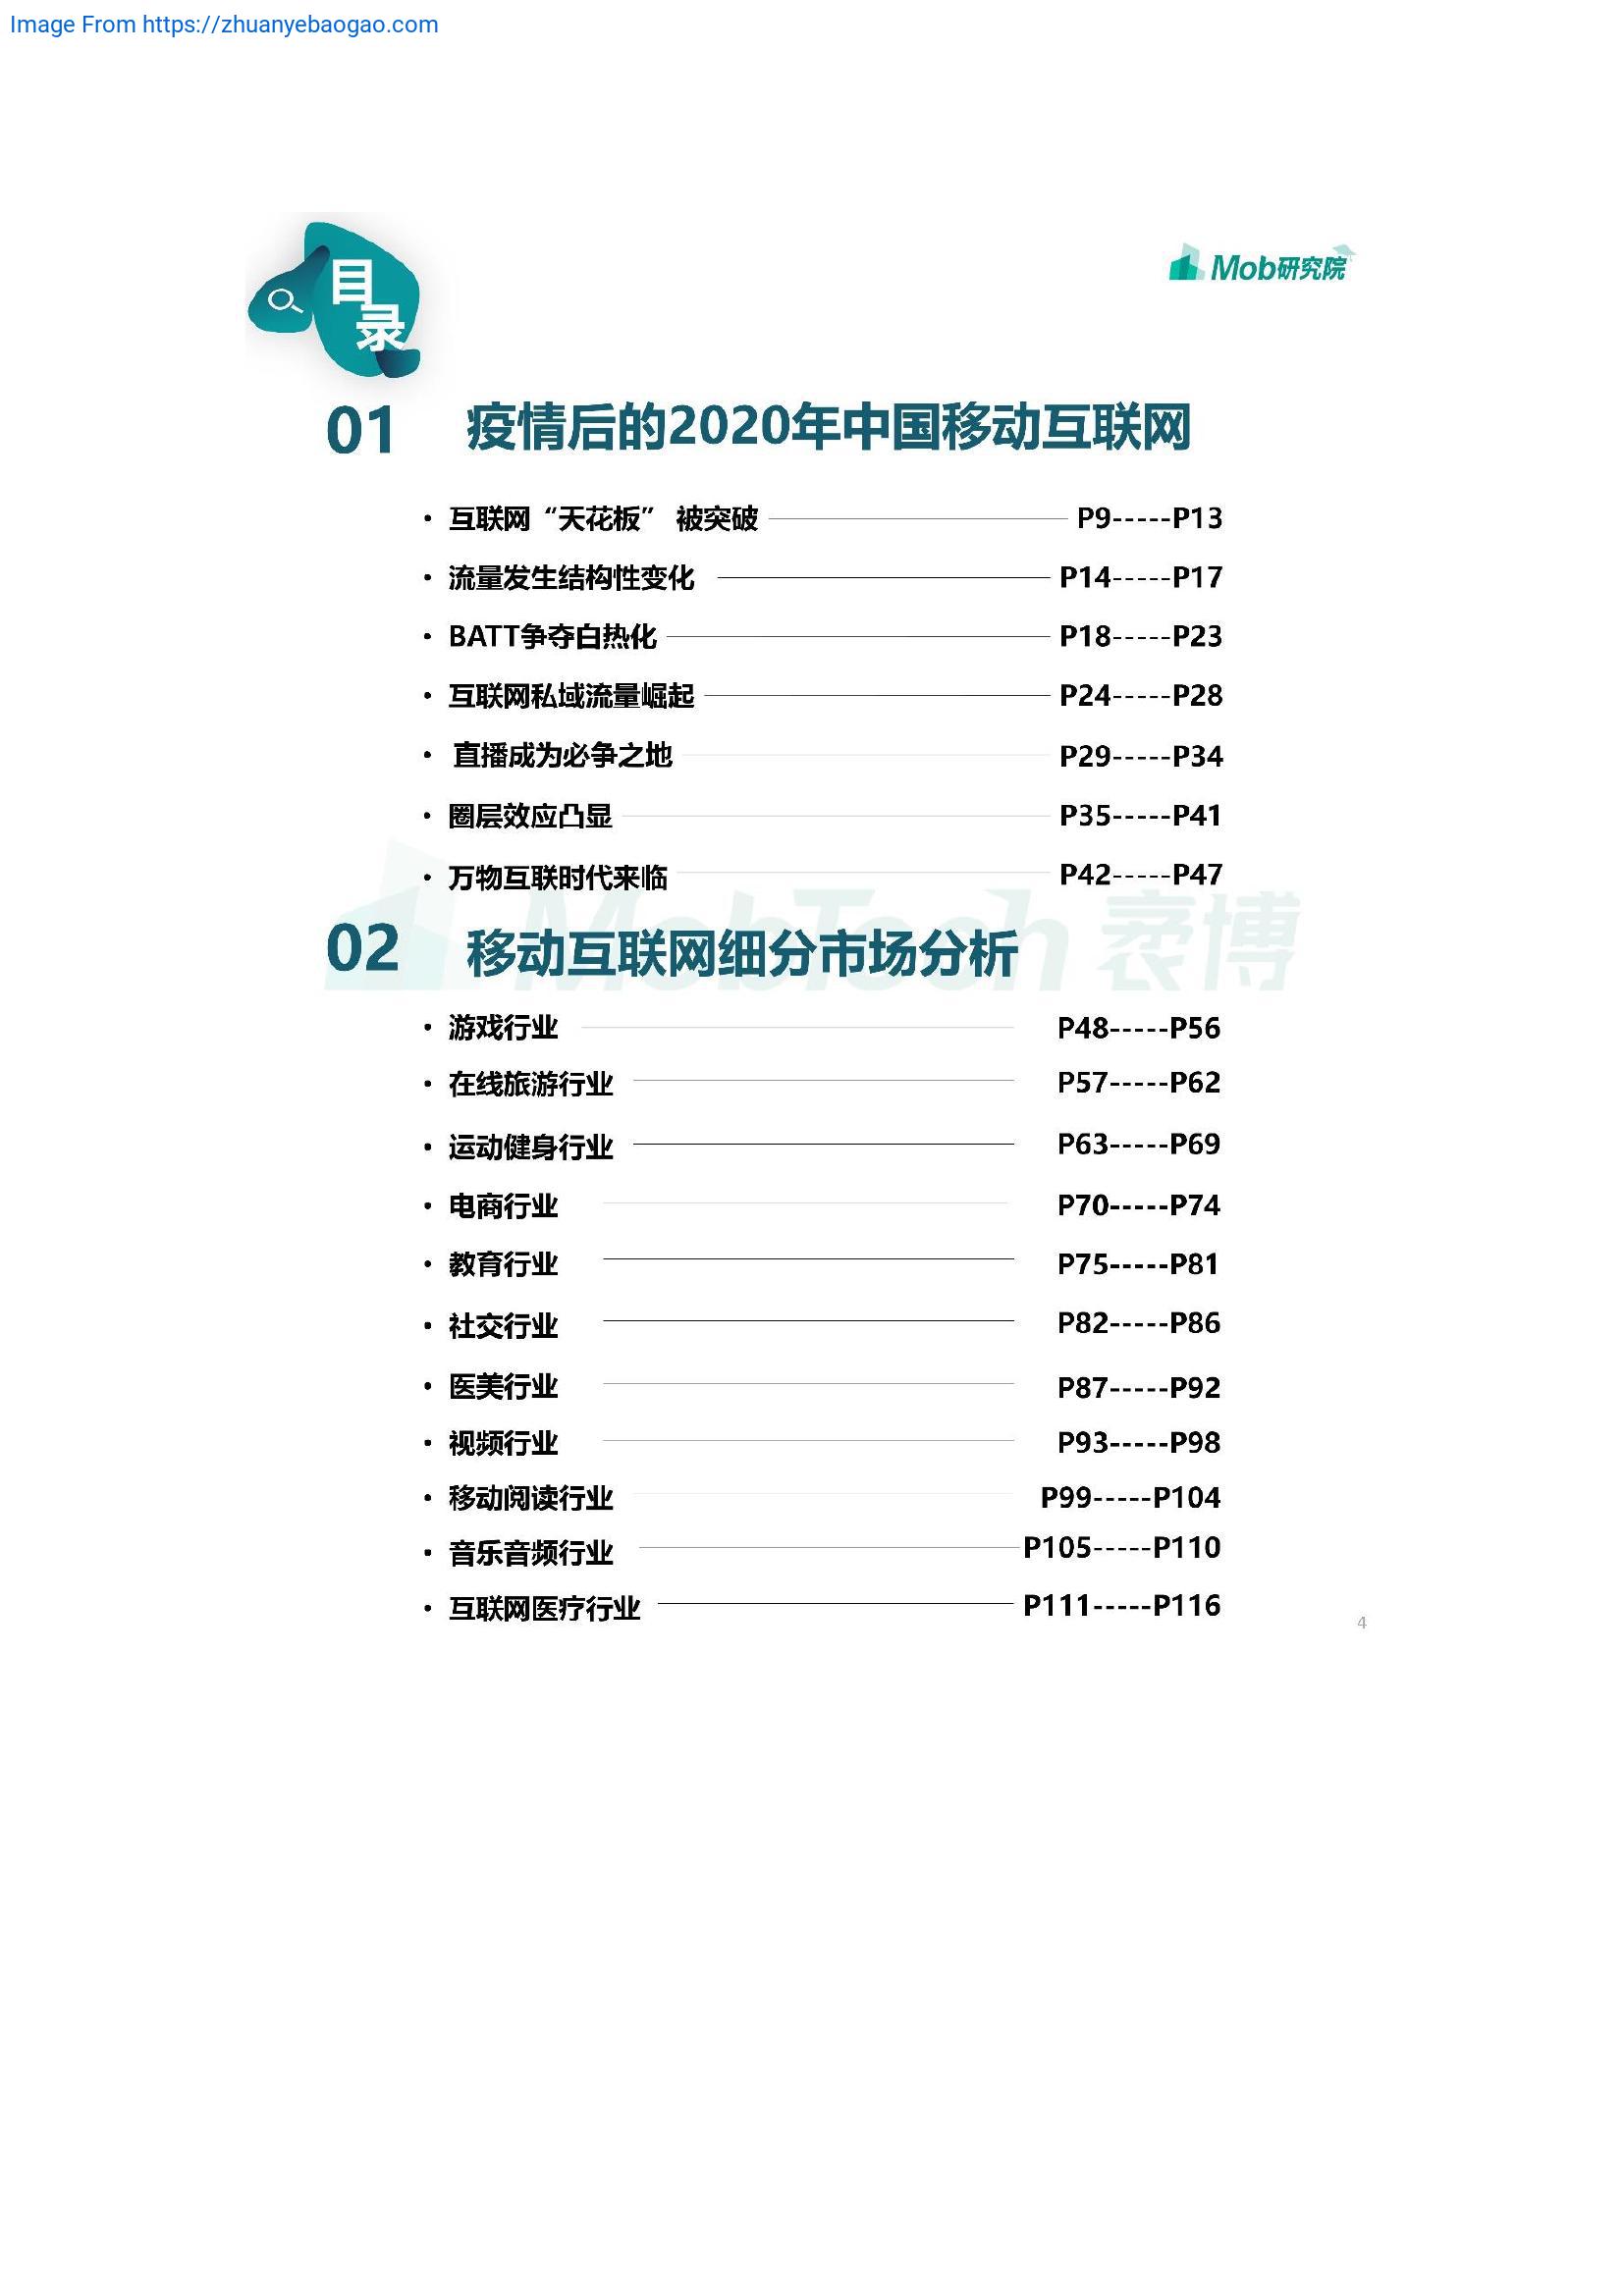 Image From https://zhuanyebaogao.com
目
录
Mob研究院
01 疫情后的2020年中国移动互联网
• 互联网“天花板” 被突破 P9-----P13
• 流量发生结构性变化 P14-----P17
• BATT争夺白热化 P18-----P23
• 互联网私域流量崛起 P24-----P28
• 直播成为必争之地 P29-----P34
• 圈层效应凸显 P35-----P41
• 万物互联时代来临 P42-----P47
MobTech 袤博
02 移动互联网细分市场分析
• 游戏行业 P48-----P56
• 在线旅游行业 P57-----P62
• 运动健身行业 P63-----P69
• 电商行业 P70-----P74
• 教育行业 P75-----P81
• 社交行业 P82-----P86
• 医美行业 P87-----P92
• 视频行业 P93-----P98
• 移动阅读行业 P99-----P104
• 音乐音频行业 P105-----P110
• 互联网医疗行业 P111-----P116
4